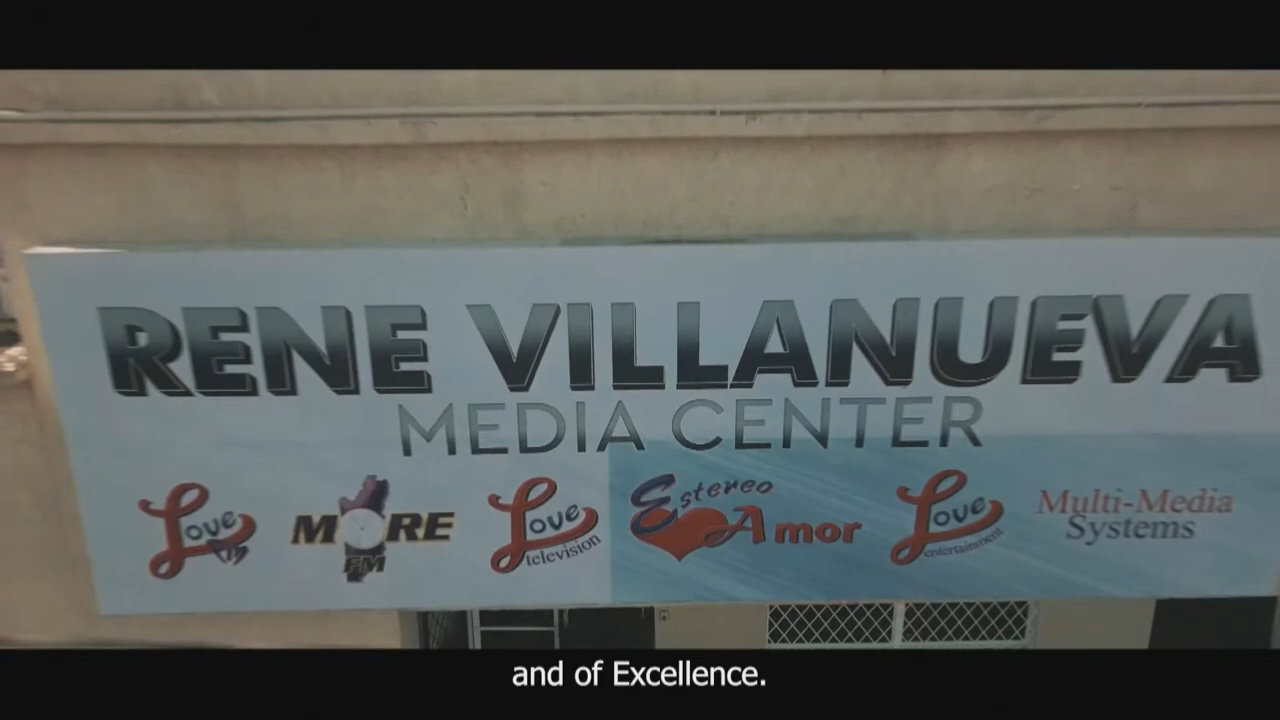 RENE VILLANUEVA
MEDIA CENTER
Love FM
MORE
FM
Love
television
Estereo
Amor
Love
entertainment
Multi-Media
Systems
and of Excellence.